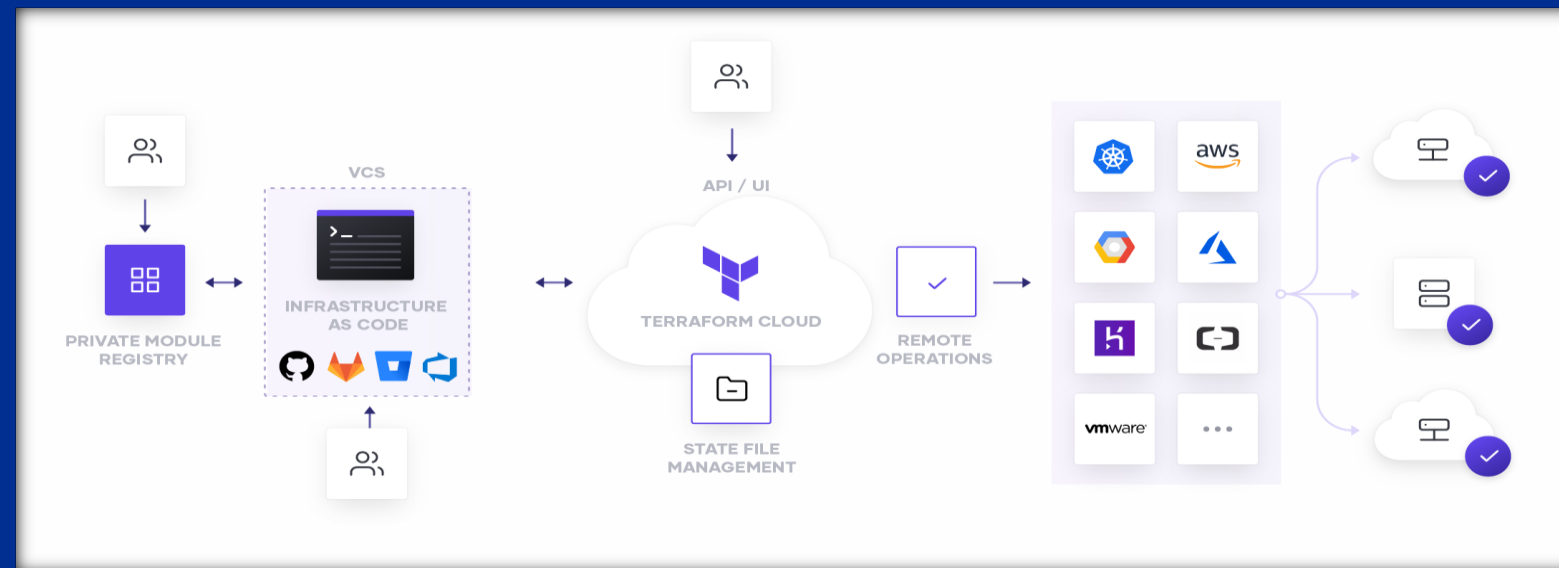 VCS
>_
INFRASTRUCTURE
AS CODE
PRIVATE MODULE
REGISTRY
API / UI
TERRAFORM CLOUD
STATE FILE
MANAGEMENT
REMOTE
OPERATIONS
aws
vmware